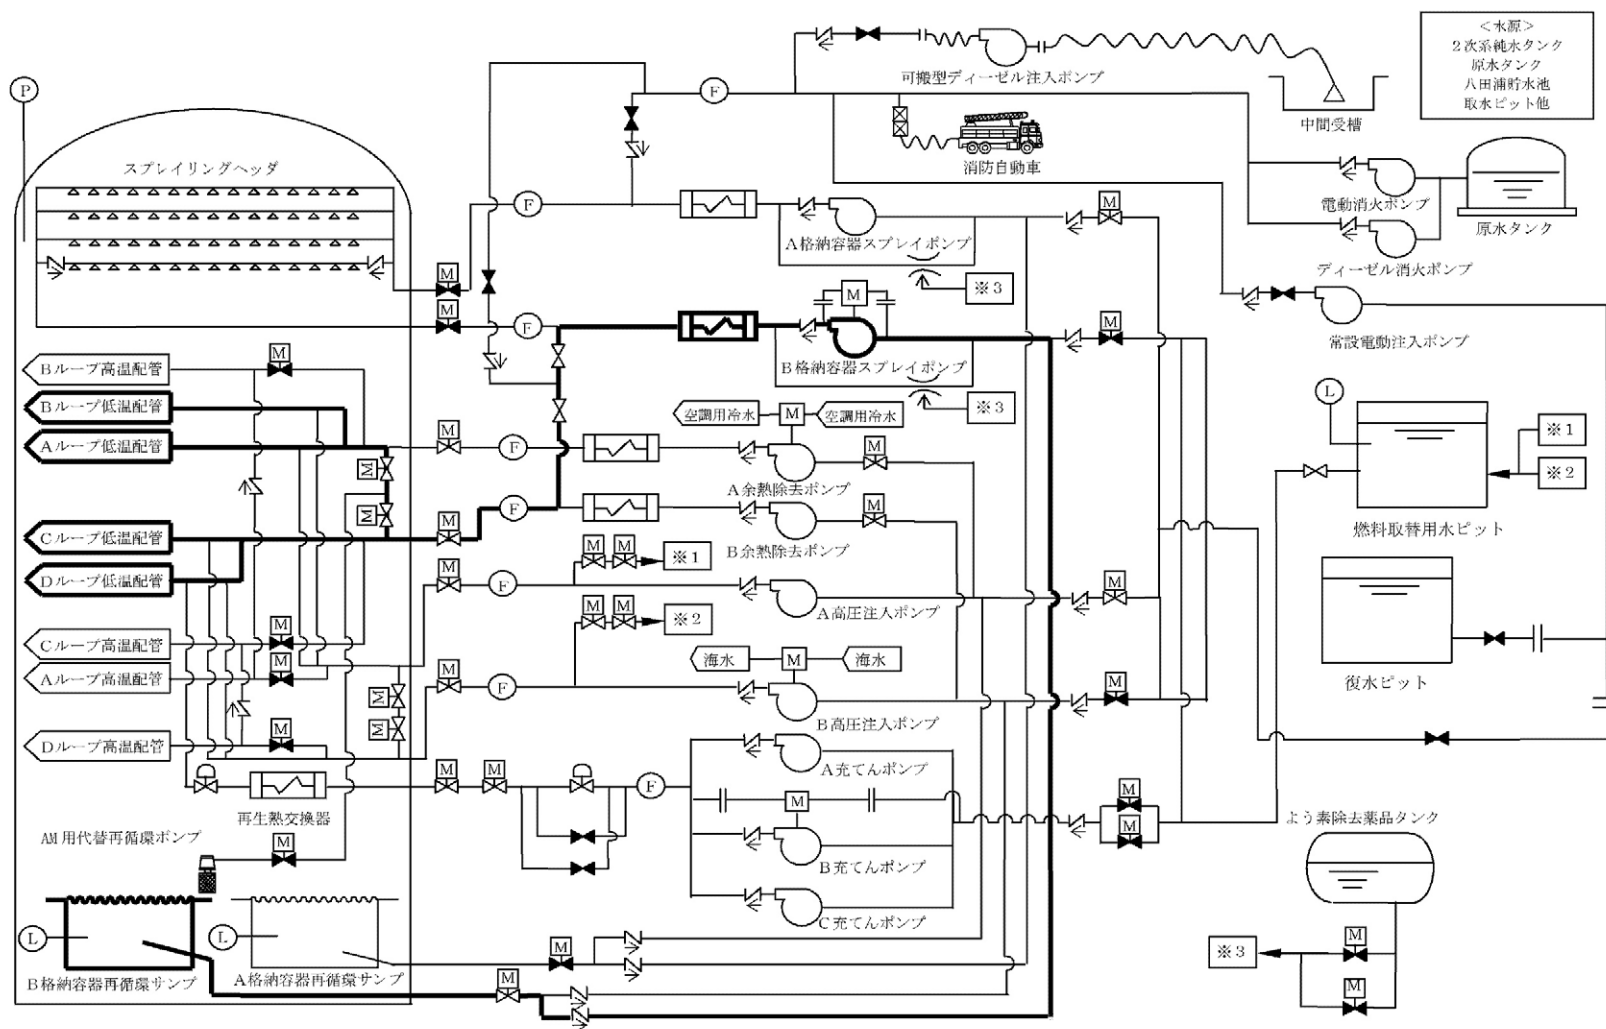 <水源>
2次系純水タンク
原水タンク
八田浦貯水池
取水ピット他
P
可搬型ディーゼル注入ポンプ
中間受槽
F
消防自動車
スプレイリングヘッダ
電動消火ポンプ
原水タンク
M
F
A格納容器スプレイポンプ
ディーゼル消火ポンプ
M
※3
M
M
F
M
常設電動注入ポンプ
Bループ高温配管
M
B格納容器スプレイポンプ
※3
L
Bループ低温配管
空調用冷水
M
空調用冷水
Aループ低温配管
M
F
M
※1
M
A余熱除去ポンプ
※2
M
F
M
燃料取替用水ピット
Cループ低温配管
M
B余熱除去ポンプ
M
M
※1
Dループ低温配管
M
F
A高圧注入ポンプ
M
M
M
※2
Cループ高温配管
M
海水
M
海水
Aループ高温配管
M
M
F
M
復水ピット
M
B高圧注入ポンプ
Dループ高温配管
M
M
A充てんポンプ
M
M
F
M
M
再生熱交換器
よう素除去薬品タンク
AM用代替再循環ポンプ
M
M
B充てんポンプ
C充てんポンプ
L
L
M
M
※3
A格納容器再循環サンプ
B格納容器再循環サンプ
M
M